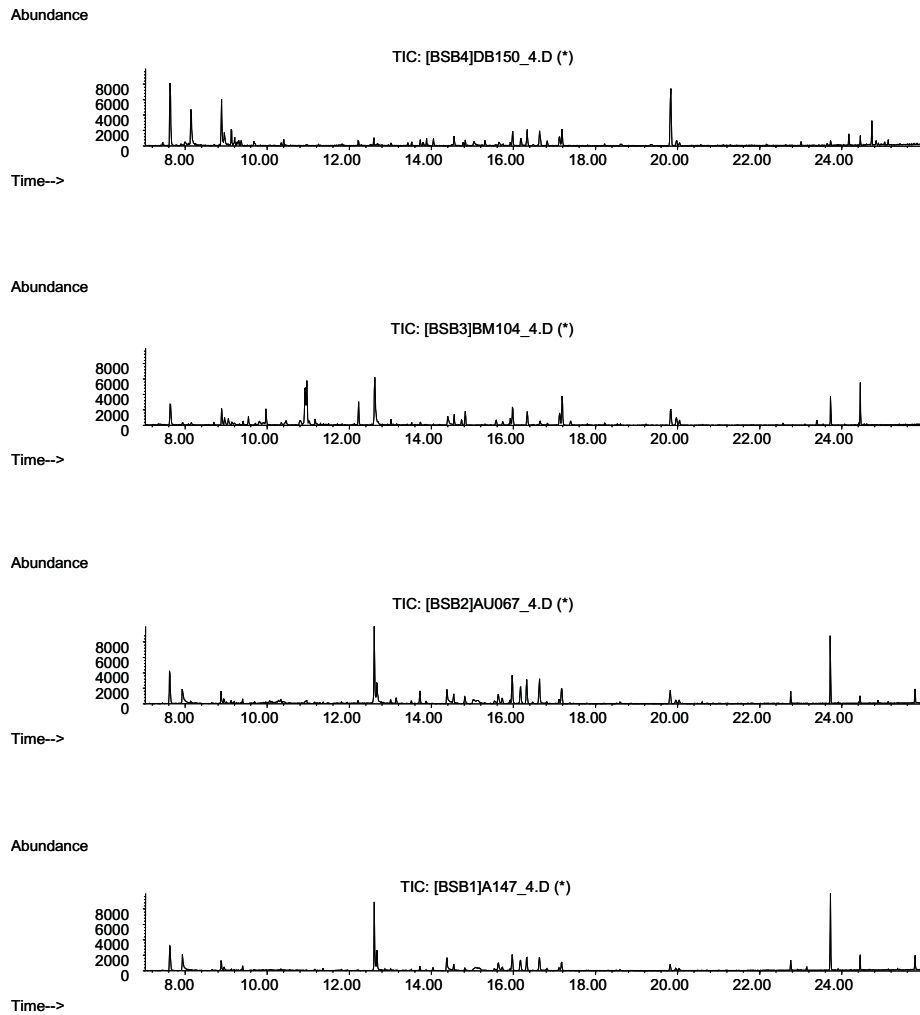 Abundance
TIC: [BSB4]DB150_4.D (*)
8000
6000
4000
2000
0
8.00 10.00 12.00 14.00 16.00 18.00 20.00 22.00 24.00
Time-->
Abundance
TIC: [BSB3]BM104_4.D (*)
8000
6000
4000
2000
0
8.00 10.00 12.00 14.00 16.00 18.00 20.00 22.00 24.00
Time-->
Abundance
TIC: [BSB2]AU067_4.D (*)
8000
6000
4000
2000
0
8.00 10.00 12.00 14.00 16.00 18.00 20.00 22.00 24.00
Time-->
Abundance
TIC: [BSB1]A147_4.D (*)
8000
6000
4000
2000
0
8.00 10.00 12.00 14.00 16.00 18.00 20.00 22.00 24.00
Time-->